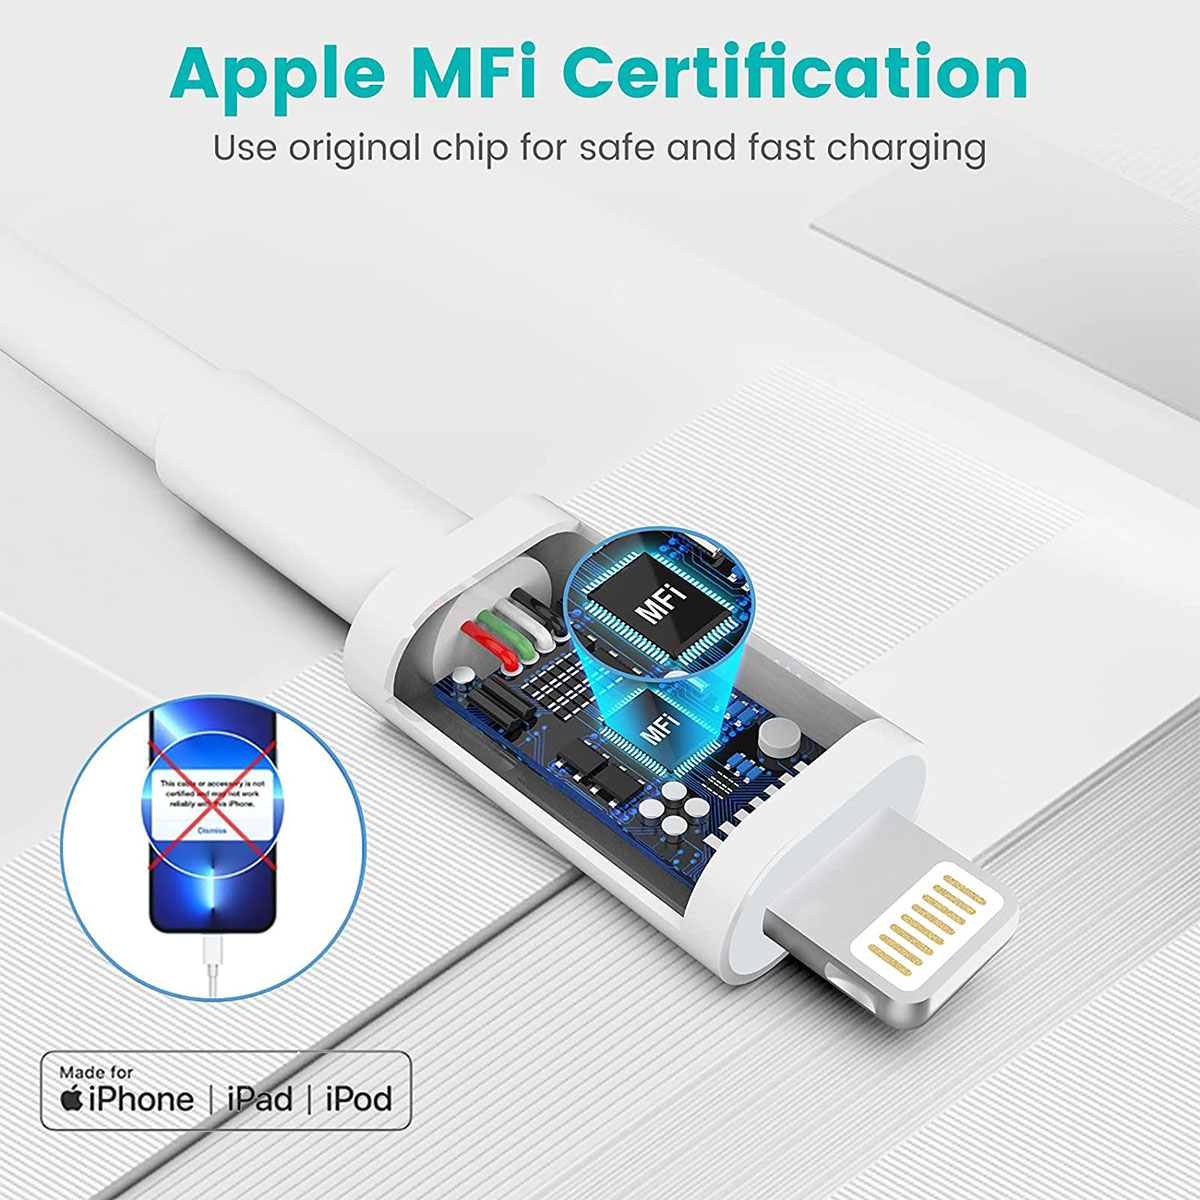 Apple MFi Certification
Use original chip for safe and fast charging
MFi
MFi
This cable or accessory is not
certified and may not work
reliably with this iPhone.
Dismiss
Made for
iPhone | iPad | iPod